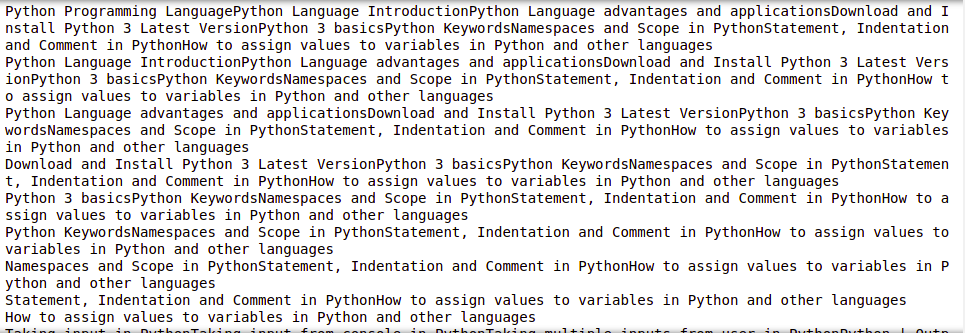 Python Programming LanguagePython Language IntroductionPython Language advantages and applicationsDownload and I
nstall Python 3 Latest VersionPython 3 basicsPython KeywordsNamespaces and Scope in PythonStatement, Indentation
and Comment in PythonHow to assign values to variables in Python and other languages
Python Language IntroductionPython Language advantages and applicationsDownload and Install Python 3 Latest Vers
ionPython 3 basicsPython KeywordsNamespaces and Scope in PythonStatement, Indentation and Comment in PythonHow t
o assign values to variables in Python and other languages
Python Language advantages and applicationsDownload and Install Python 3 Latest VersionPython 3 basicsPython Key
wordsNamespaces and Scope in PythonStatement, Indentation and Comment in PythonHow to assign values to variables
in Python and other languages
Download and Install Python 3 Latest VersionPython 3 basicsPython KeywordsNamespaces and Scope in PythonStatemen
t, Indentation and Comment in PythonHow to assign values to variables in Python and other languages
Python 3 basicsPython KeywordsNamespaces and Scope in PythonStatement, Indentation and Comment in PythonHow to a
ssign values to variables in Python and other languages
Python KeywordsNamespaces and Scope in PythonStatement, Indentation and Comment in PythonHow to assign values to
variables in Python and other languages
Namespaces and Scope in PythonStatement, Indentation and Comment in PythonHow to assign values to variables in P
ython and other languages
Statement, Indentation and Comment in PythonHow to assign values to variables in Python and other languages
How to assign values to variables in Python and other languages
Taking input in PythonTaking input from console in PythonTaking multiple inputs from user in PythonPython | Outp